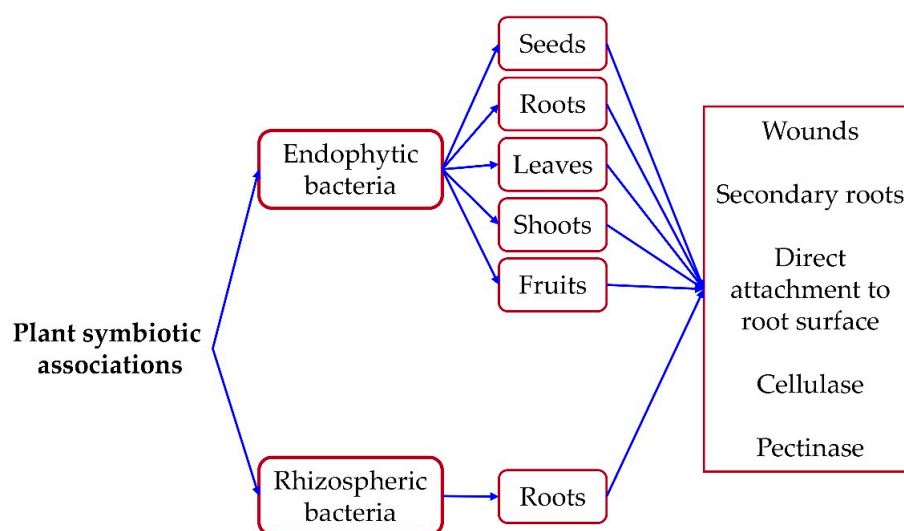 Plant symbiotic
associations
Endophytic
bacteria
Rhizospheric
bacteria
Seeds
Roots
Leaves
Shoots
Fruits
Roots
Wounds
Secondary roots
Direct
attachment to
root surface
Cellulase
Pectinase